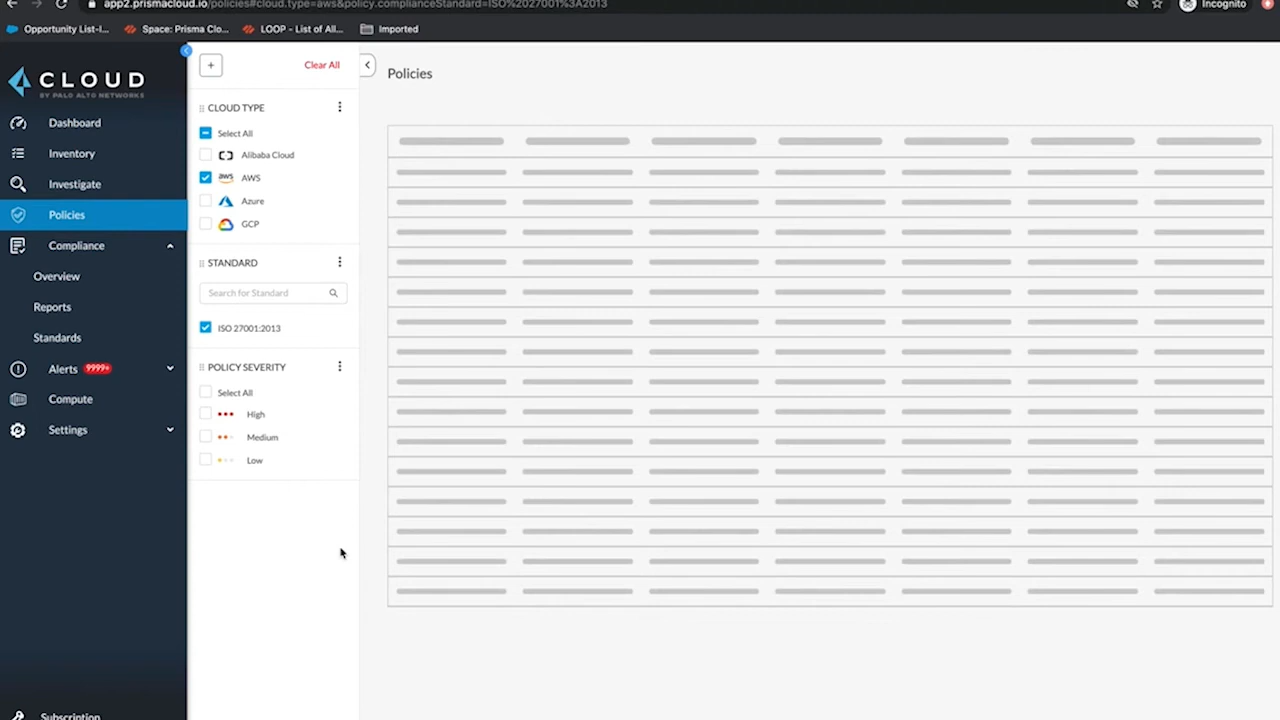 app2.prismacloud.io/policies#cloud.type=aws&policy.complianceStandard=ISO%2027001%3A2013
Incognito
Opportunity List-I...
Space: Prisma Clo...
LOOP - List of All...
Imported
CLOUD
BY PALO ALTO NETWORKS
Dashboard
Inventory
Investigate
Policies
Compliance
Overview
Reports
Standards
Alerts 9999+
Compute
Settings
Subscription
+
Clear All
CLOUD TYPE
Select All
Alibaba Cloud
aws AWS
Azure
GCP
STANDARD
Search for Standard
ISO 27001:2013
POLICY SEVERITY
Select All
High
Medium
Low
Policies